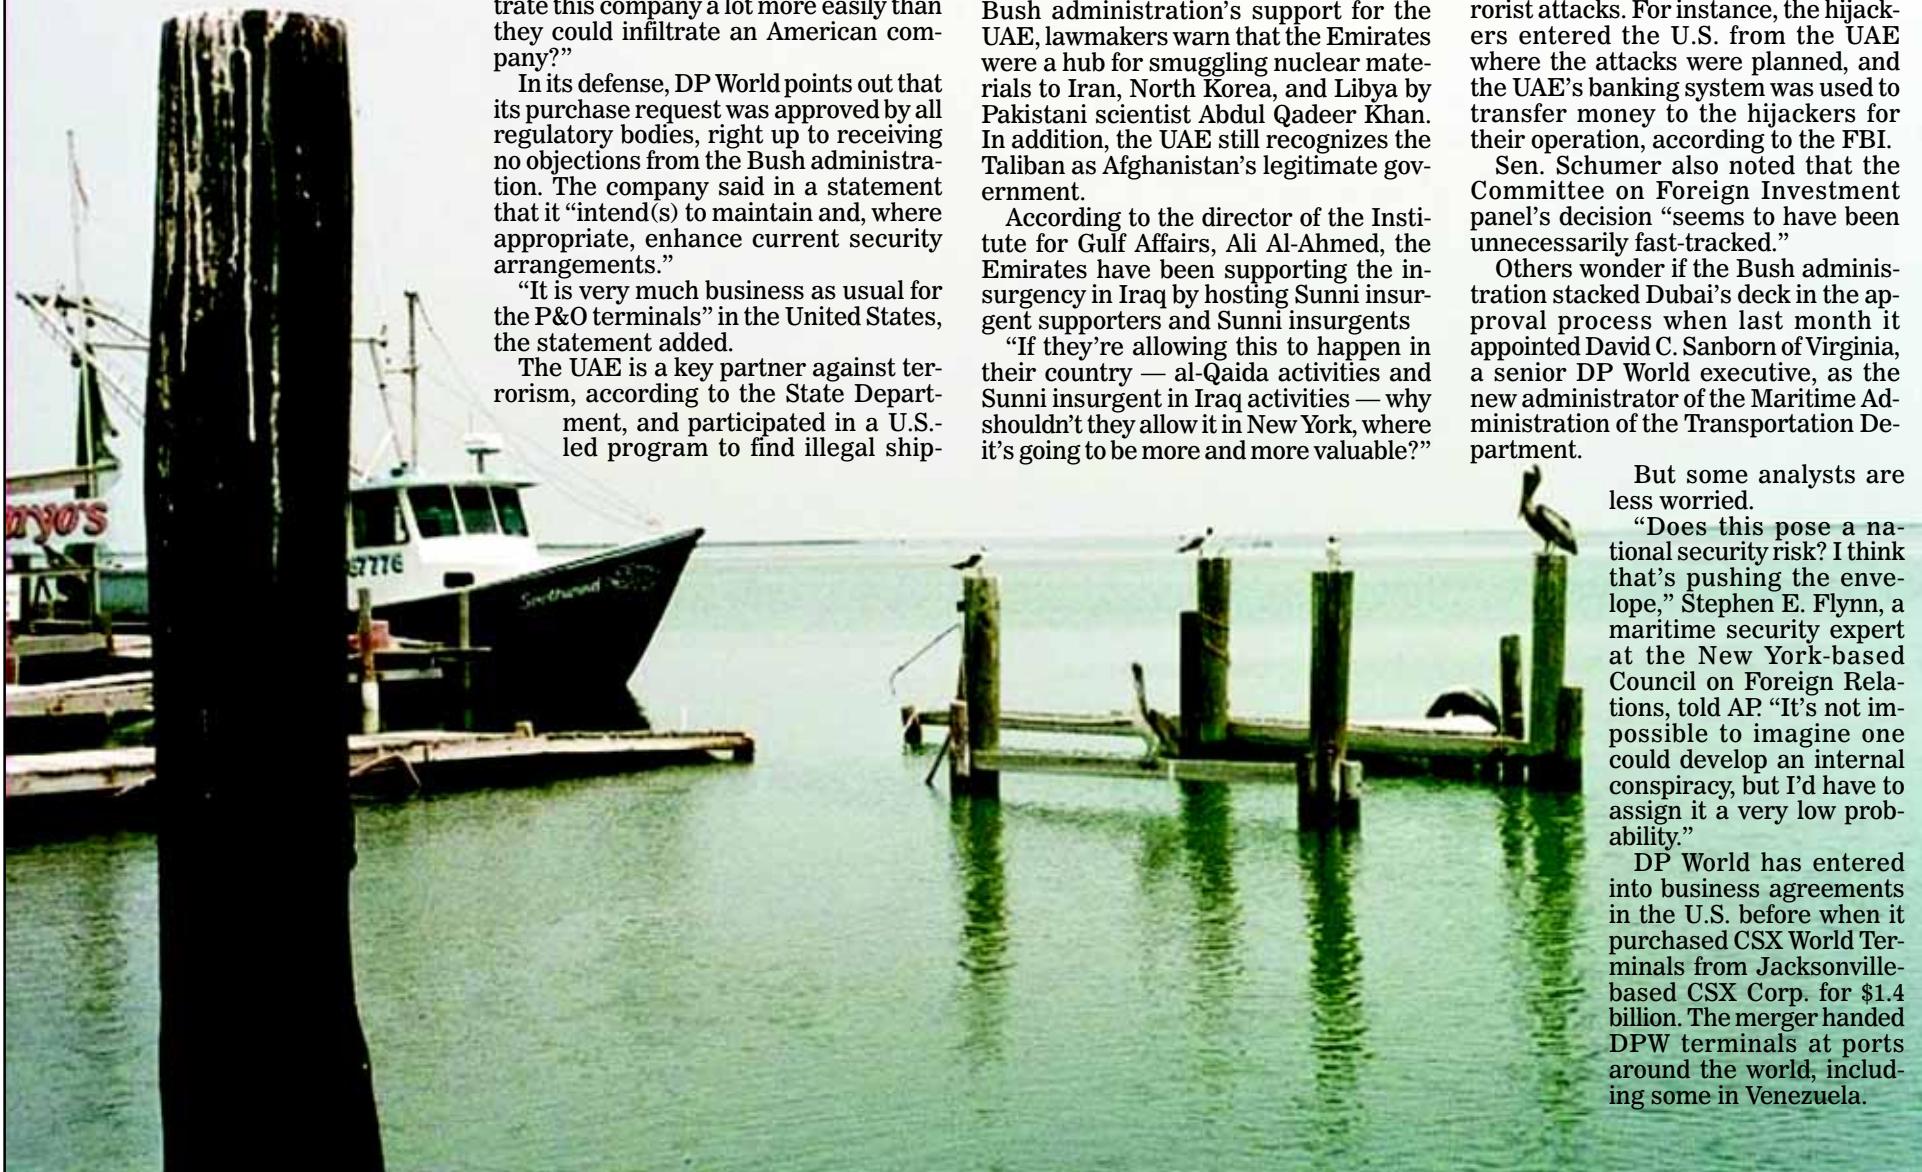 trate this company a lot more easily than
they could infiltrate an American com-
pany?”
In its defense, DP World points out that
its purchase request was approved by all
regulatory bodies, right up to receiving
no objections from the Bush administra-
tion. The company said in a statement
that it “intend(s) to maintain and, where
appropriate, enhance current security
arrangements.”
“It is very much business as usual for
the P&O terminals” in the United States,
the statement added.
The UAE is a key partner against ter-
rorism, according to the State Depart-
ment, and participated in a U.S.-
led program to find illegal ship-
Bush administration’s support for the
UAE, lawmakers warn that the Emirates
were a hub for smuggling nuclear mate-
rials to Iran, North Korea, and Libya by
Pakistani scientist Abdul Qadeer Khan.
In addition, the UAE still recognizes the
Taliban as Afghanistan’s legitimate gov-
ernment.
According to the director of the Insti-
tute for Gulf Affairs, Ali Al-Ahmed, the
Emirates have been supporting the in-
surgency in Iraq by hosting Sunni insur-
gent supporters and Sunni insurgents
“If they’re allowing this to happen in
their country — al-Qaida activities and
Sunni insurgent in Iraq activities — why
shouldn’t they allow it in New York, where
it’s going to be more and more valuable?”
rorist attacks. For instance, the hijack-
ers entered the U.S. from the UAE
where the attacks were planned, and
the UAE’s banking system was used to
transfer money to the hijackers for
their operation, according to the FBI.
Sen. Schumer also noted that the
Committee on Foreign Investment
panel’s decision “seems to have been
unnecessarily fast-tracked.”
Others wonder if the Bush adminis-
tration stacked Dubai’s deck in the ap-
proval process when last month it
appointed David C. Sanborn of Virginia,
a senior DP World executive, as the
new administrator of the Maritime Ad-
ministration of the Transportation De-
partment.
But some analysts are
less worried.
“Does this pose a na-
tional security risk? I think
that’s pushing the enve-
lope,” Stephen E. Flynn, a
maritime security expert
at the New York-based
Council on Foreign Rela-
tions, told AP. “It’s not im-
possible to imagine one
could develop an internal
conspiracy, but I’d have to
assign it a very low prob-
ability.”
DP World has entered
into business agreements
in the U.S. before when it
purchased CSX World Ter-
minals from Jacksonville-
based CSX Corp. for $1.4
billion. The merger handed
DPW terminals at ports
around the world, includ-
ing some in Venezuela.
ayo's
7776